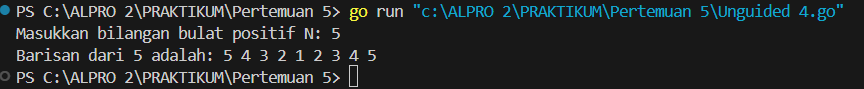 PS C:\ALPRO 2\PRAKTIKUM\Pertemuan 5> go run "c:\ALPRO 2\PRAKTIKUM\Pertemuan 5\Unguided 4.go"
Masukkan bilangan bulat positif N: 5
Barisan dari 5 adalah: 5 4 3 2 1 2 3 4 5
PS C:\ALPRO 2\PRAKTIKUM\Pertemuan 5>